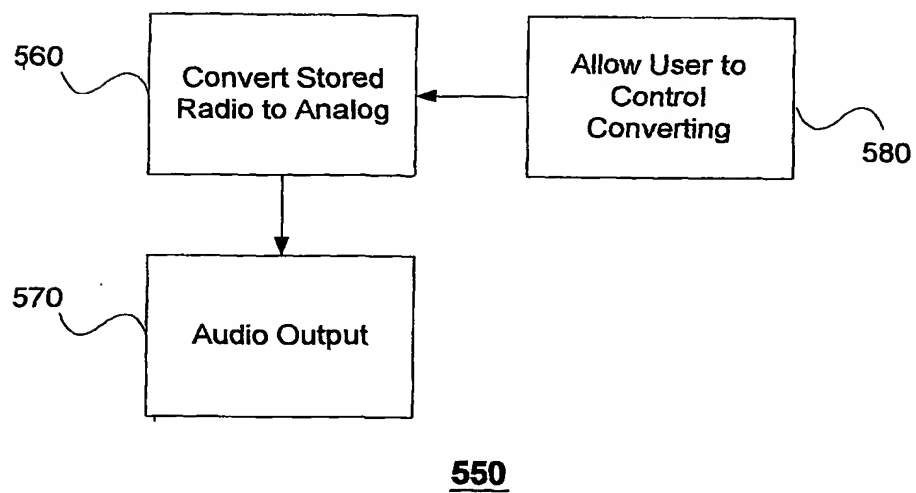 560
Convert Stored
Radio to Analog
Allow User to
Control
Converting
580
570
Audio Output
550